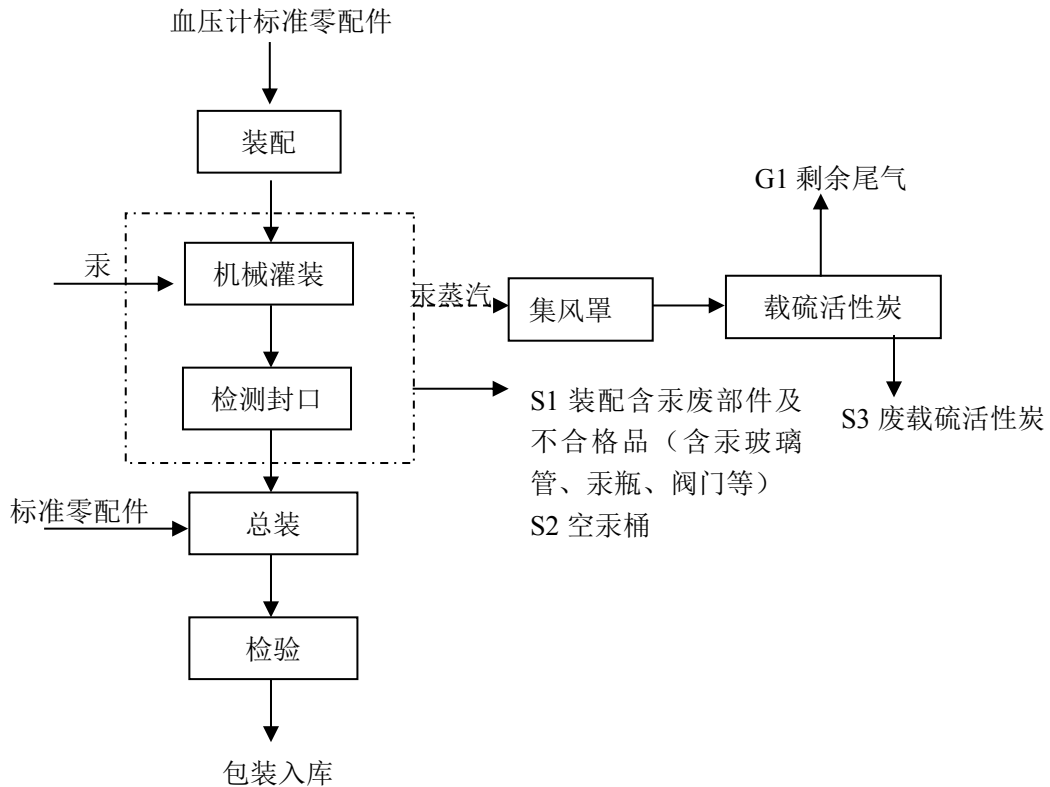 血压计标准零配件
装配
G1 剩余尾气
汞
机械灌装
汞蒸汽
集风罩
载硫活性炭
检测封口
S1 装配含汞废部件及
不合格品（含汞玻璃
管、汞瓶、阀门等）
S2 空汞桶
S3 废载硫活性炭
标准零配件
总装
检验
包装入库